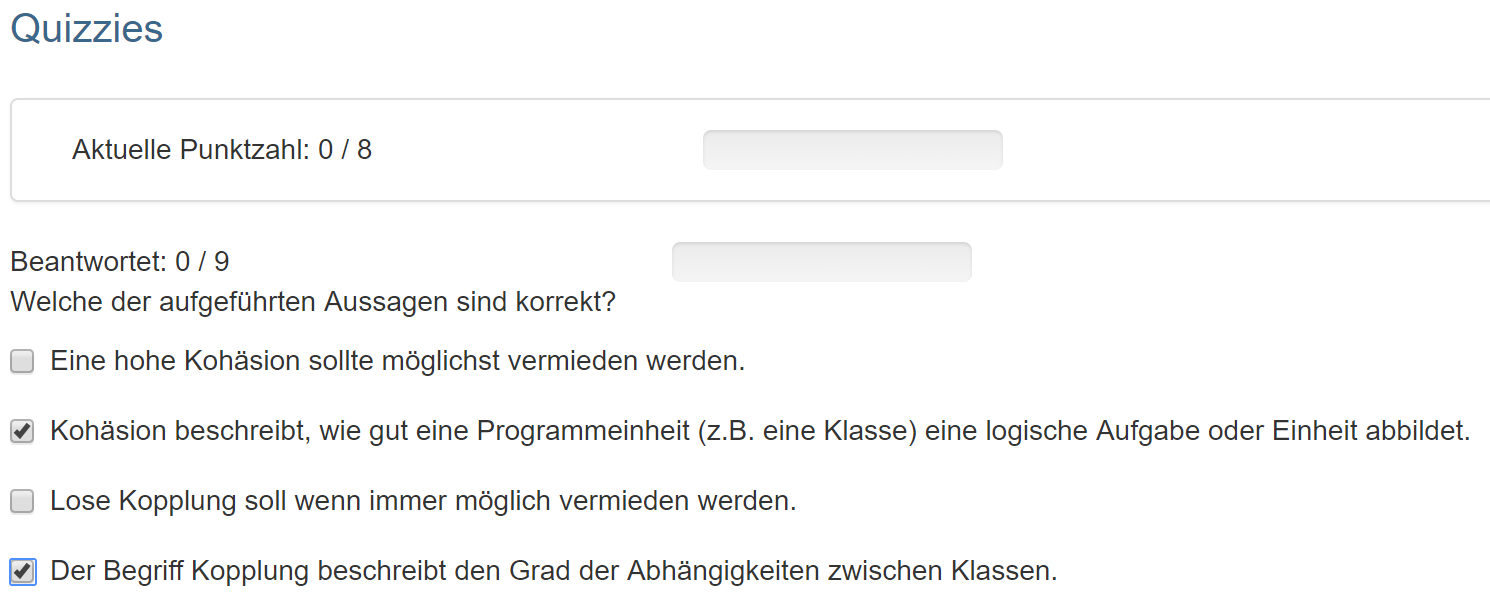 Quizzies
Aktuelle Punktzahl: 0 / 8
Beantwortet: 0 / 9
Welche der aufgeführten Aussagen sind korrekt?
Eine hohe Kohäsion sollte möglichst vermieden werden.
Kohäsion beschreibt, wie gut eine Programmeinheit (z.B. eine Klasse) eine logische Aufgabe oder Einheit abbildet.
Lose Kopplung soll wenn immer möglich vermieden werden.
Der Begriff Kopplung beschreibt den Grad der Abhängigkeiten zwischen Klassen.